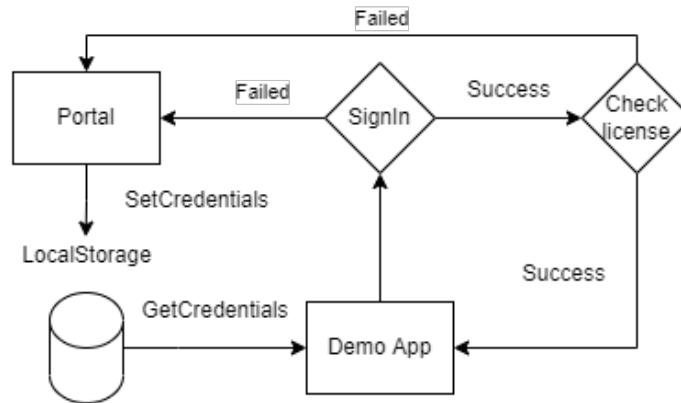 Failed
Portal
Failed
SignIn
Success
Check
license
SetCredentials
LocalStorage
GetCredentials
Success
Demo App